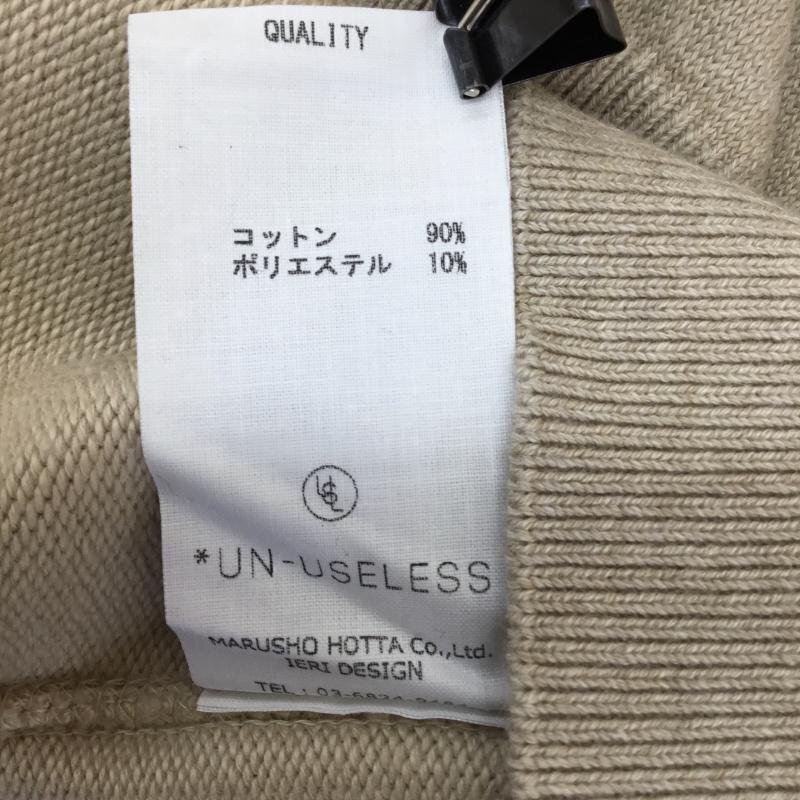 QUALITY
コットン 90%
ポリエステル 10%
*UN-USELESS
MARUSHO HOTTA Co.,Ltd.
IERI DESIGN
TEL: